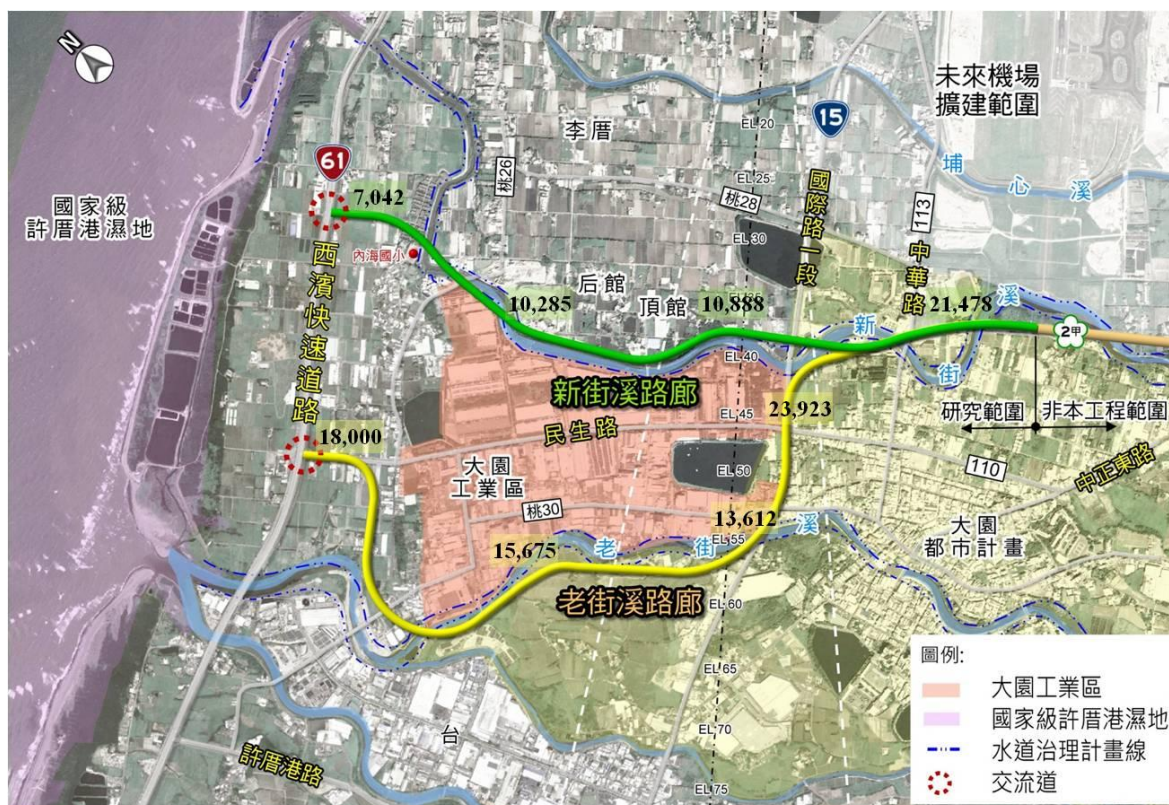 N
未來機場
擴建範圍
李厝
EL 20
15
埔心溪
61
桃26
國家級
許厝港濕地
7,042
EL 25
桃28
國際路一段
113
內海國小
EL 30
中華路
西濱快速道路
后館
頂館
10,285
10,888
21,478
新街溪
2甲
EL 40
新街溪路廊
23,923
研究範圍
非本工程範圍
EL 45
民生路
18,000
大園
工業區
EL 50
110
中正東路
桃30
13,612
大園
都市計畫
15,675
老街溪
EL 55
老街溪路廊
EL 60
EL 65
EL 70
台
許厝港路
EL 75
圖例:
大園工業區
國家級許厝港濕地
水道治理計畫線
交流道